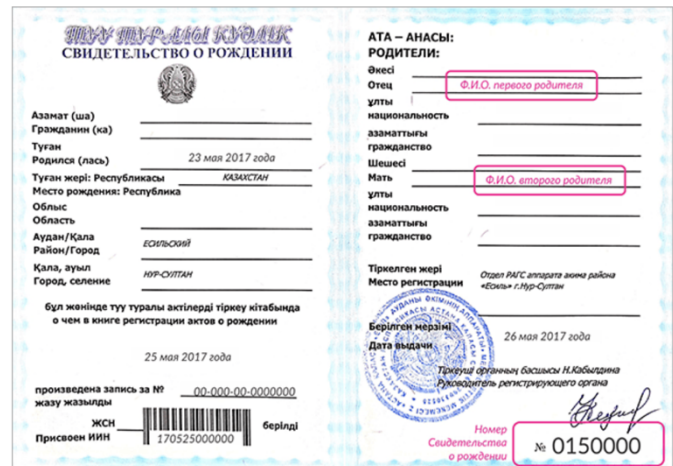 ТУУ ТУРАЛЫ КУӘЛІК
СВИДЕТЕЛЬСТВО О РОЖДЕНИИ
Азамат (ша)
Гражданин (ка)
Туған
Родился (лась) 23 мая 2017 года
Туған жері: Республикасы КАЗАХСТАН
Место рождения: Республика
Облыс
Область
Аудан/Қала
Район/Город ЕСИЛЬСКИЙ
Қала, ауыл
Город, селение НУР-СУЛТАН
бұл жөнінде туу туралы актілерді тіркеу кітабында
о чем в книге регистрации актов о рождении
25 мая 2017 года
произведена запись за № 00-000-00-0000000
жазу жазылды
ЖСН берілді
Присвоен ИИН 170525000000
АТА – АНАСЫ:
РОДИТЕЛИ:
Әкесі
Отец Ф.И.О. первого родителя
ұлты
национальность
азаматтығы
гражданство
Шешесі
Мать Ф.И.О. второго родителя
ұлты
национальность
азаматтығы
гражданство
Тіркелген жері
Место регистрации Отдел РАГС аппарата акима района
«Есиль» г.Нур-Султан
Берілген мерзімі
Дата выдачи 26 мая 2017 года
Тіркеуші органның басшысы Н.Кабылдина
Руководитель регистрирующего органа
Номер
Свидетельства
о рождении
№ 0150000